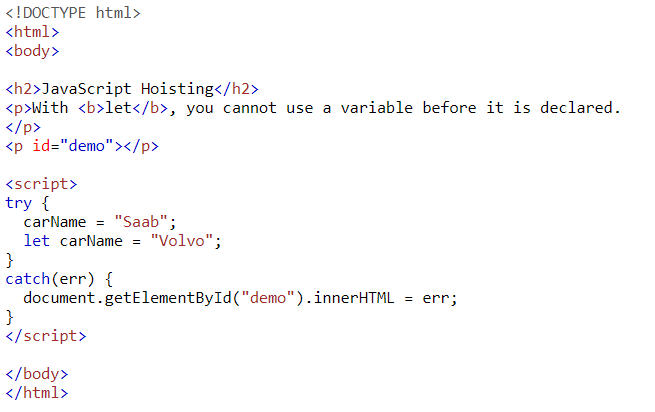 <!DOCTYPE html>
<html>
<body>

<h2>JavaScript Hoisting</h2>
<p>With <b>let</b>, you cannot use a variable before it is declared.
</p>
<p id="demo"></p>

<script>
try {
  carName = "Saab";
  let carName = "Volvo";
}
catch(err) {
  document.getElementById("demo").innerHTML = err;
}
</script>

</body>
</html>